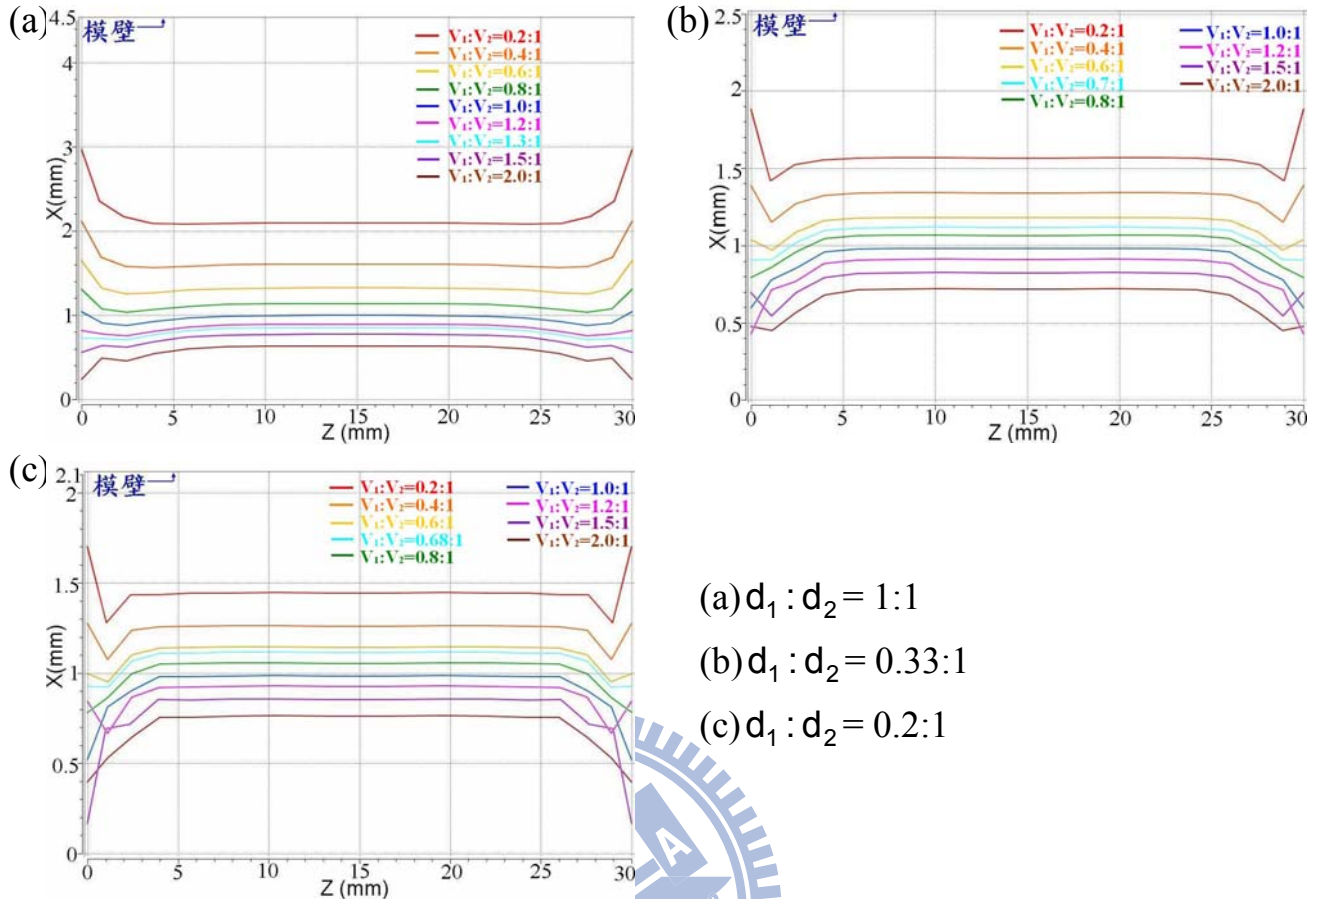 (a)
4.5
4
3
2
1
0
X(mm)
模壁
V₁:V₂=0.2:1
V₁:V₂=0.4:1
V₁:V₂=0.6:1
V₁:V₂=0.8:1
V₁:V₂=1.0:1
V₁:V₂=1.2:1
V₁:V₂=1.3:1
V₁:V₂=1.5:1
V₁:V₂=2.0:1
0 5 10 15 20 25 30
Z (mm)
(b)
2.5
2
1.5
1
0.5
0
X(mm)
模壁
V₁:V₂=0.2:1
V₁:V₂=0.4:1
V₁:V₂=0.6:1
V₁:V₂=0.7:1
V₁:V₂=0.8:1
V₁:V₂=1.0:1
V₁:V₂=1.2:1
V₁:V₂=1.5:1
V₁:V₂=2.0:1
0 5 10 15 20 25 30
Z (mm)
(c)
2.1
2
1.5
1
0.5
0
X(mm)
模壁
V₁:V₂=0.2:1
V₁:V₂=0.4:1
V₁:V₂=0.6:1
V₁:V₂=0.68:1
V₁:V₂=0.8:1
V₁:V₂=1.0:1
V₁:V₂=1.2:1
V₁:V₂=1.5:1
V₁:V₂=2.0:1
0 5 10 15 20 25 30
Z (mm)
(a) d₁ : d₂ = 1:1
(b) d₁ : d₂ = 0.33:1
(c) d₁ : d₂ = 0.2:1
A